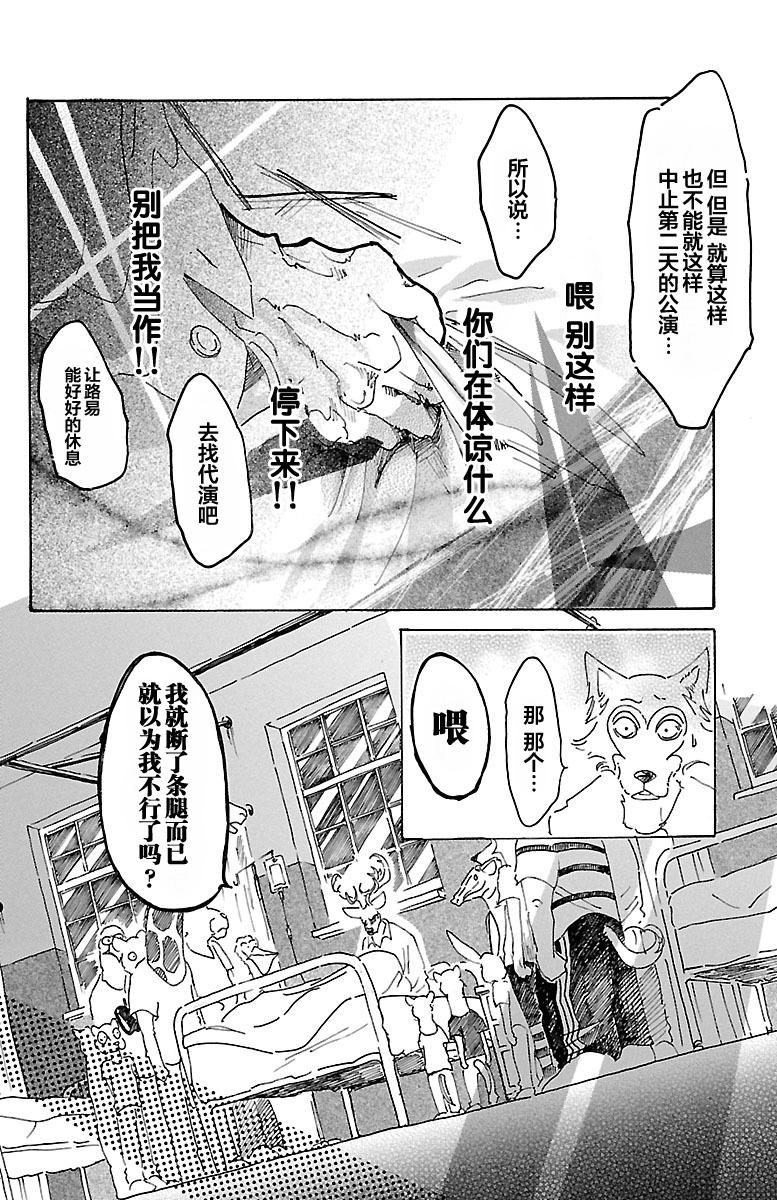 但 但是 就算这样
也不能就这样
中止第二天的公演…
所以说…
喂 别这样
你们在体谅什么
停下来!!
别把我当作!!
去找代演吧
让路易
能好好的休息
那 那个…
喂
我就断了条腿而已
就以为我不行了吗?